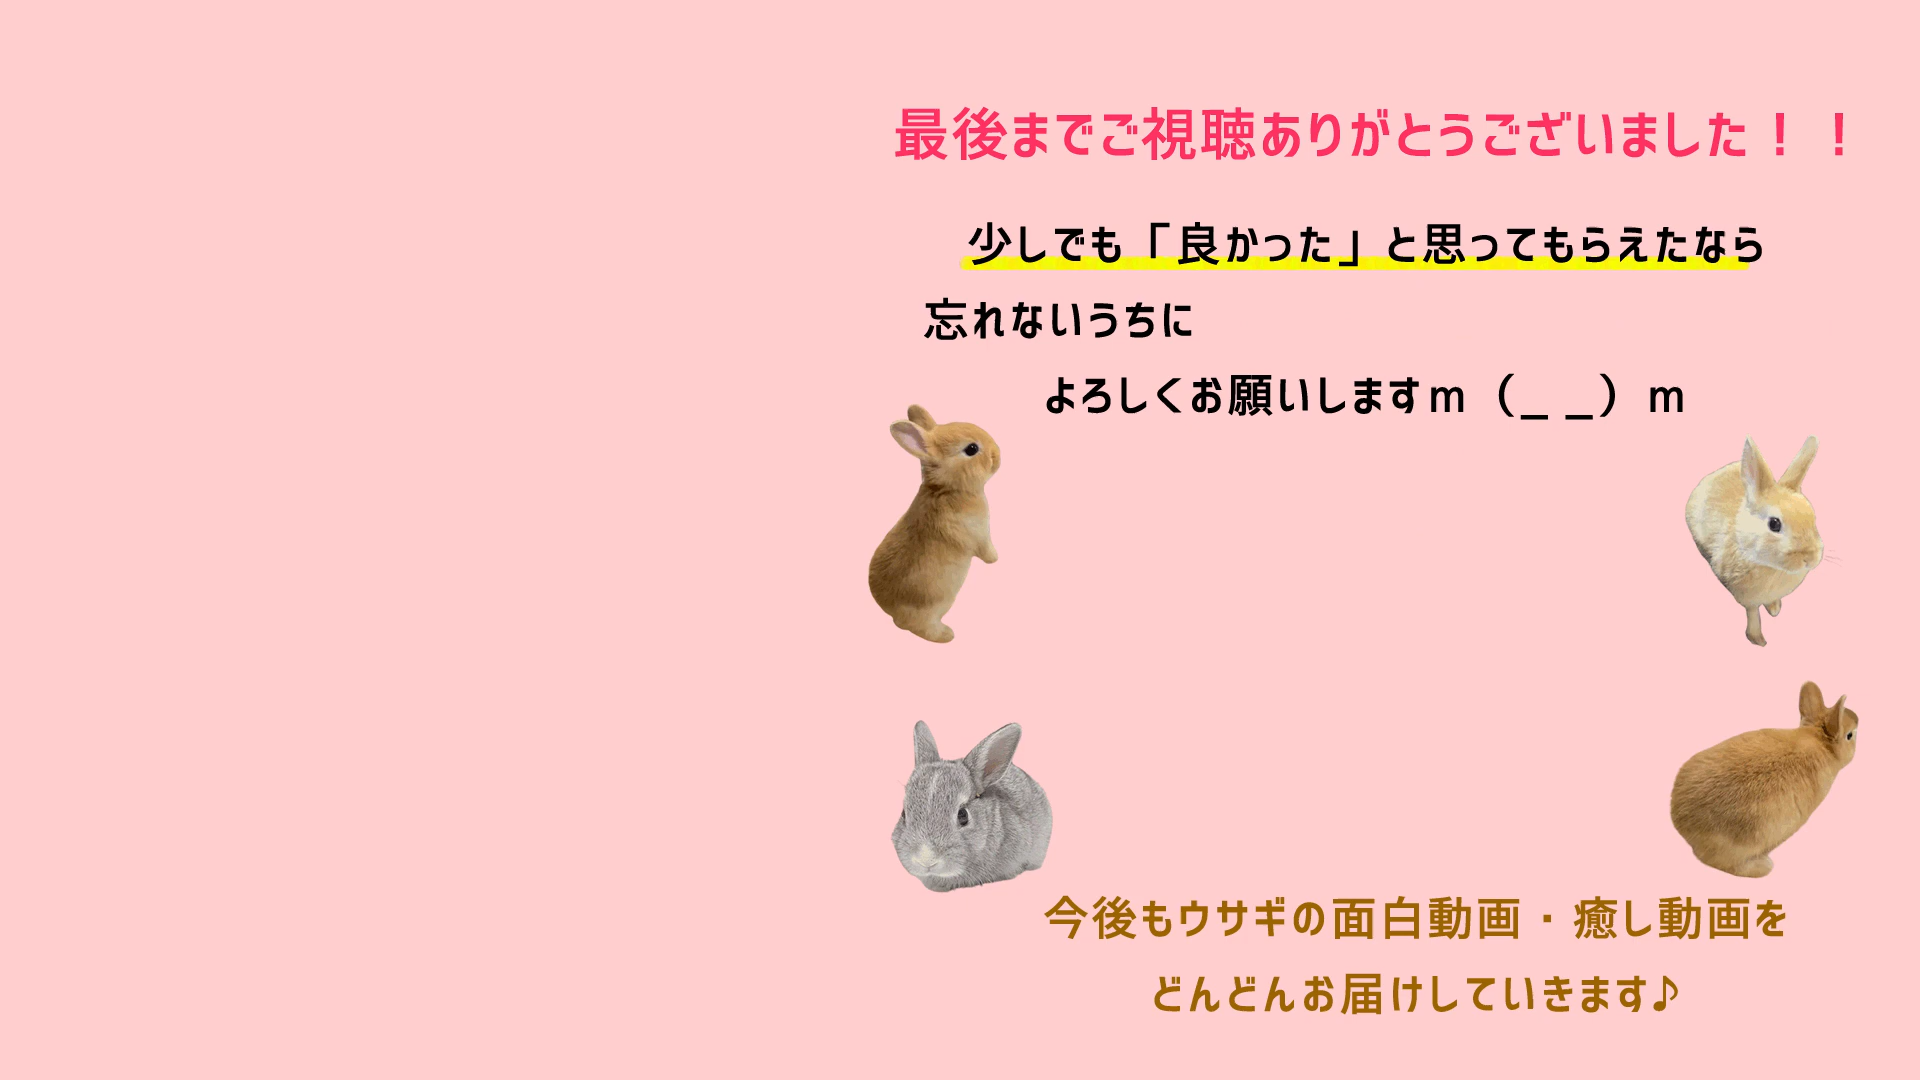 最後までご視聴ありがとうございました！！
少しでも「良かった」と思ってもらえたなら
忘れないうちに
よろしくお願いしますｍ（＿＿）ｍ
今後もウサギの面白動画・癒し動画を
どんどんお届けしていきます♪